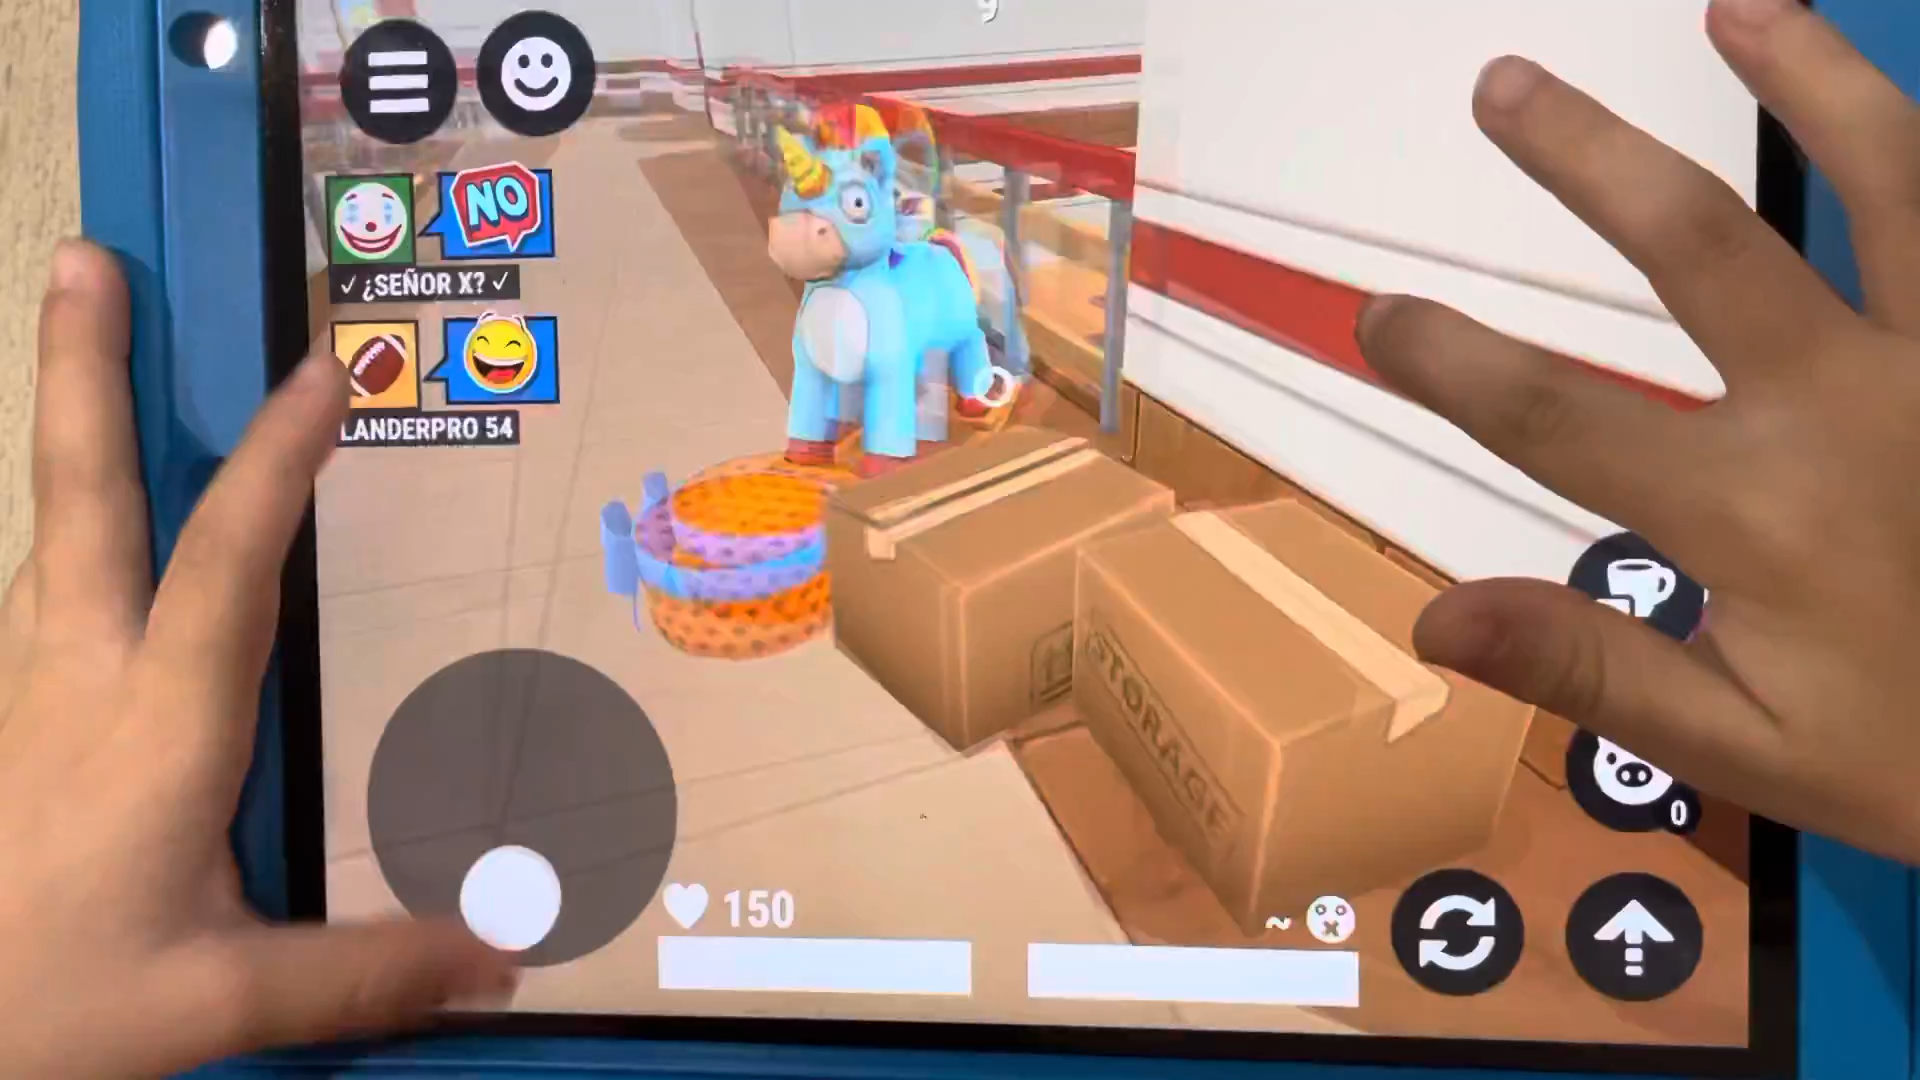 NO
✓ ¿SEÑOR X? ✓
LANDERPRO 54
STORAGE
0
150
~